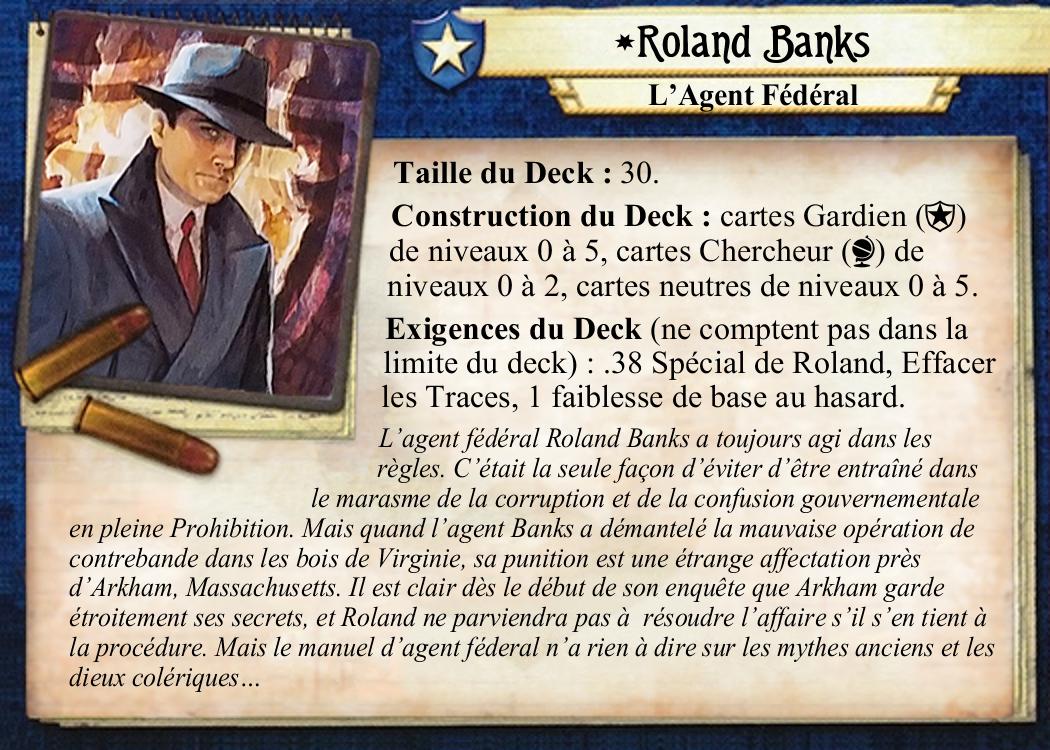 Roland Banks
L’Agent Fédéral
Taille du Deck : 30.
Construction du Deck : cartes Gardien ( )
de niveaux 0 à 5, cartes Chercheur ( ) de
niveaux 0 à 2, cartes neutres de niveaux 0 à 5.
Exigences du Deck (ne comptent pas dans la
limite du deck) : .38 Spécial de Roland, Effacer
les Traces, 1 faiblesse de base au hasard.
L’agent fédéral Roland Banks a toujours agi dans les
règles. C’était la seule façon d’éviter d’être entraîné dans
le marasme de la corruption et de la confusion gouvernementale
en pleine Prohibition. Mais quand l’agent Banks a démantelé la mauvaise opération de
contrebande dans les bois de Virginie, sa punition est une étrange affectation près
d’Arkham, Massachusetts. Il est clair dès le début de son enquête que Arkham garde
étroitement ses secrets, et Roland ne parviendra pas à résoudre l’affaire s’il s’en tient à
la procédure. Mais le manuel d’agent féderal n’a rien à dire sur les mythes anciens et les
dieux colériques…